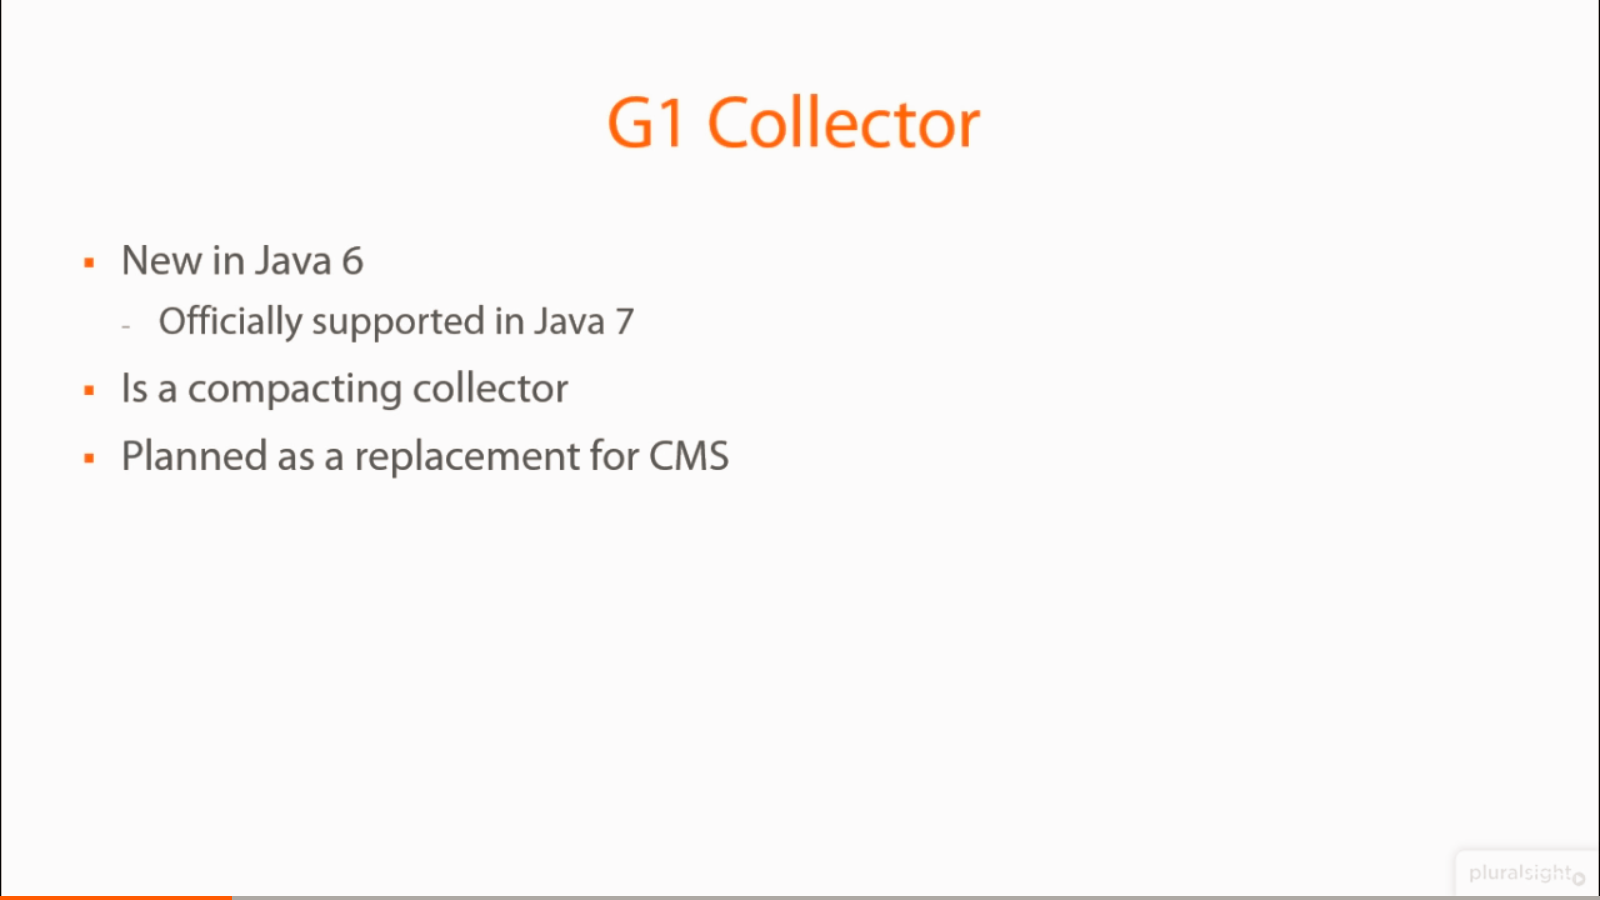 G1 Collector
New in Java 6
- Officially supported in Java 7
Is a compacting collector
Planned as a replacement for CMS
pluralsight